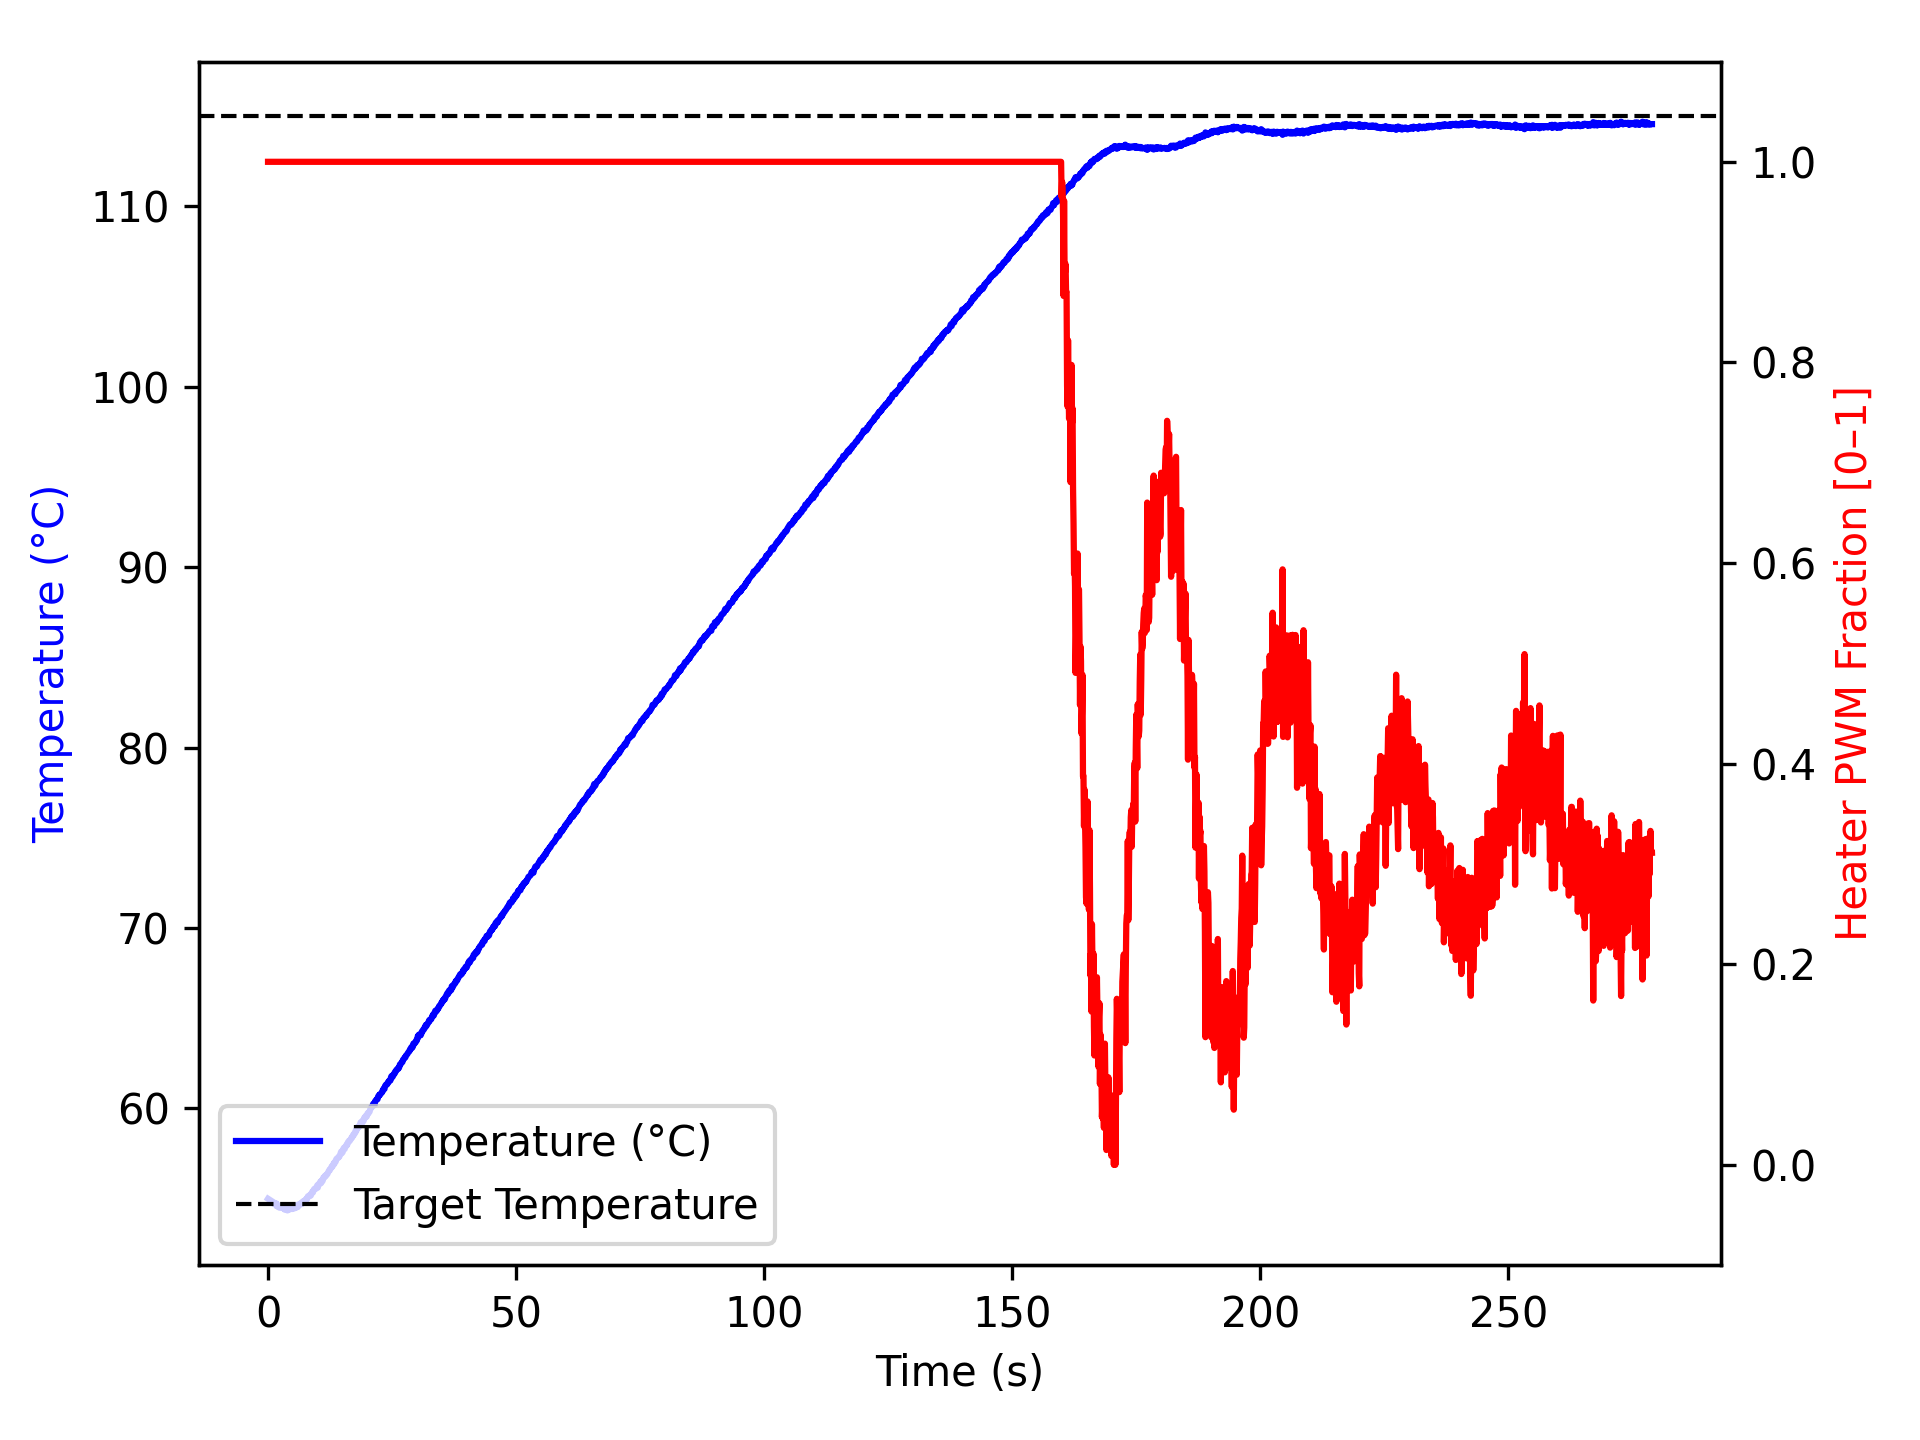 110
100
90
80
70
60
Temperature (°C)
1.0
0.8
0.6
0.4
0.2
0.0
Heater PWM Fraction [0–1]
Temperature (°C)
Target Temperature
0 50 100 150 200 250
Time (s)